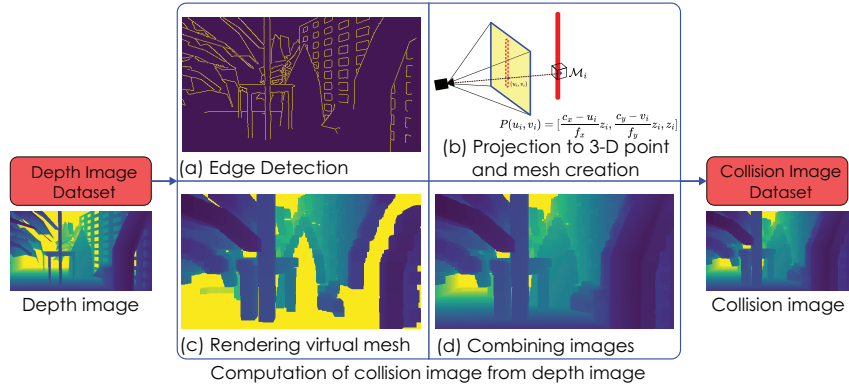 (u_i, v_i)
M_i
P(u_i, v_i) = [\frac{c_x - u_i}{f_x} z_i, \frac{c_y - v_i}{f_y} z_i, z_i]
(a) Edge Detection
(b) Projection to 3-D point
and mesh creation
Depth Image
Dataset
Collision Image
Dataset
Depth image
Collision image
(c) Rendering virtual mesh
(d) Combining images
Computation of collision image from depth image